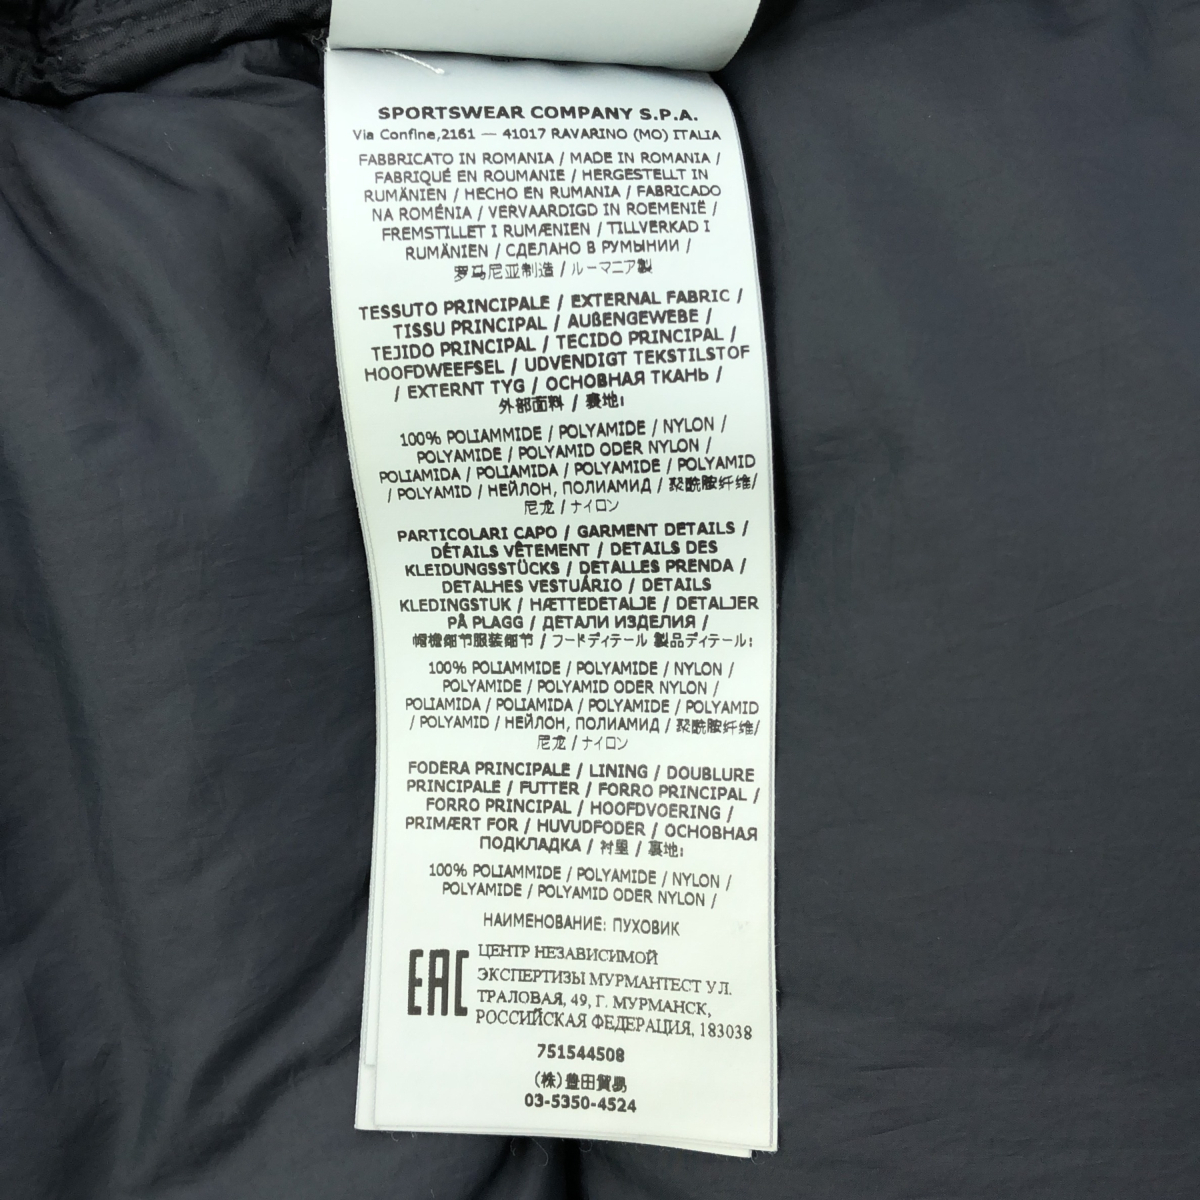 SPORTSWEAR COMPANY S.P.A.
Via Confine,2161 — 41017 RAVARINO (MO) ITALIA
FABBRICATO IN ROMANIA / MADE IN ROMANIA /
FABRIQUÉ EN ROUMANIE / HERGESTELLT IN
RUMÄNIEN / HECHO EN RUMANIA / FABRICADO
NA ROMÉNIA / VERVAARDIGD IN ROEMENIË /
FREMSTILLET I RUMÆNIEN / TILLVERKAD I
RUMÄNIEN / СДЕЛАНО В РУМЫНИИ /
罗马尼亚制造 / ルーマニア製
TESSUTO PRINCIPALE / EXTERNAL FABRIC /
TISSU PRINCIPAL / AUßENGEWEBE /
TEJIDO PRINCIPAL / TECIDO PRINCIPAL /
HOOFDWEEFSEL / UDVENDIGT TEKSTILSTOF
/ EXTERNT TYG / ОСНОВНАЯ ТКАНЬ /
外部面料 / 表地:
100% POLIAMMIDE / POLYAMIDE / NYLON /
POLYAMIDE / POLYAMID ODER NYLON /
POLIAMIDA / POLIAMIDA / POLYAMIDE / POLYAMID
/ POLYAMID / НЕЙЛОН, ПОЛИАМИД / 聚酰胺纤维/
尼龙 / ナイロン
PARTICOLARI CAPO / GARMENT DETAILS /
DÉTAILS VÊTEMENT / DETAILS DES
KLEIDUNGSSTÜCKS / DETALLES PRENDA /
DETALHES VESTUÁRIO / DETAILS
KLEDINGSTUK / HÆTTEDETALJE / DETALJER
PÅ PLAGG / ДЕТАЛИ ИЗДЕЛИЯ /
帽檐细节服装细节 / フードディテール 製品ディテール:
100% POLIAMMIDE / POLYAMIDE / NYLON /
POLYAMIDE / POLYAMID ODER NYLON /
POLIAMIDA / POLIAMIDA / POLYAMIDE / POLYAMID
/ POLYAMID / НЕЙЛОН, ПОЛИАМИД / 聚酰胺纤维/
尼龙 / ナイロン
FODERA PRINCIPALE / LINING / DOUBLURE
PRINCIPALE / FUTTER / FORRO PRINCIPAL /
FORRO PRINCIPAL / HOOFDVOERING /
PRIMÆRT FOR / HUVUDFODER / ОСНОВНАЯ
ПОДКЛАДКА / 衬里 / 裏地:
100% POLIAMMIDE / POLYAMIDE / NYLON /
POLYAMIDE / POLYAMID ODER NYLON /
НАИМЕНОВАНИЕ: ПУХОВИК
EAC
ЦЕНТР НЕЗАВИСИМОЙ
ЭКСПЕРТИЗЫ МУРМАНТЕСТ УЛ.
ТРАЛОВАЯ, 49, Г. МУРМАНСК,
РОССИЙСКАЯ ФЕДЕРАЦИЯ, 183038
751544508
(株)豊田貿易
03-5350-4524